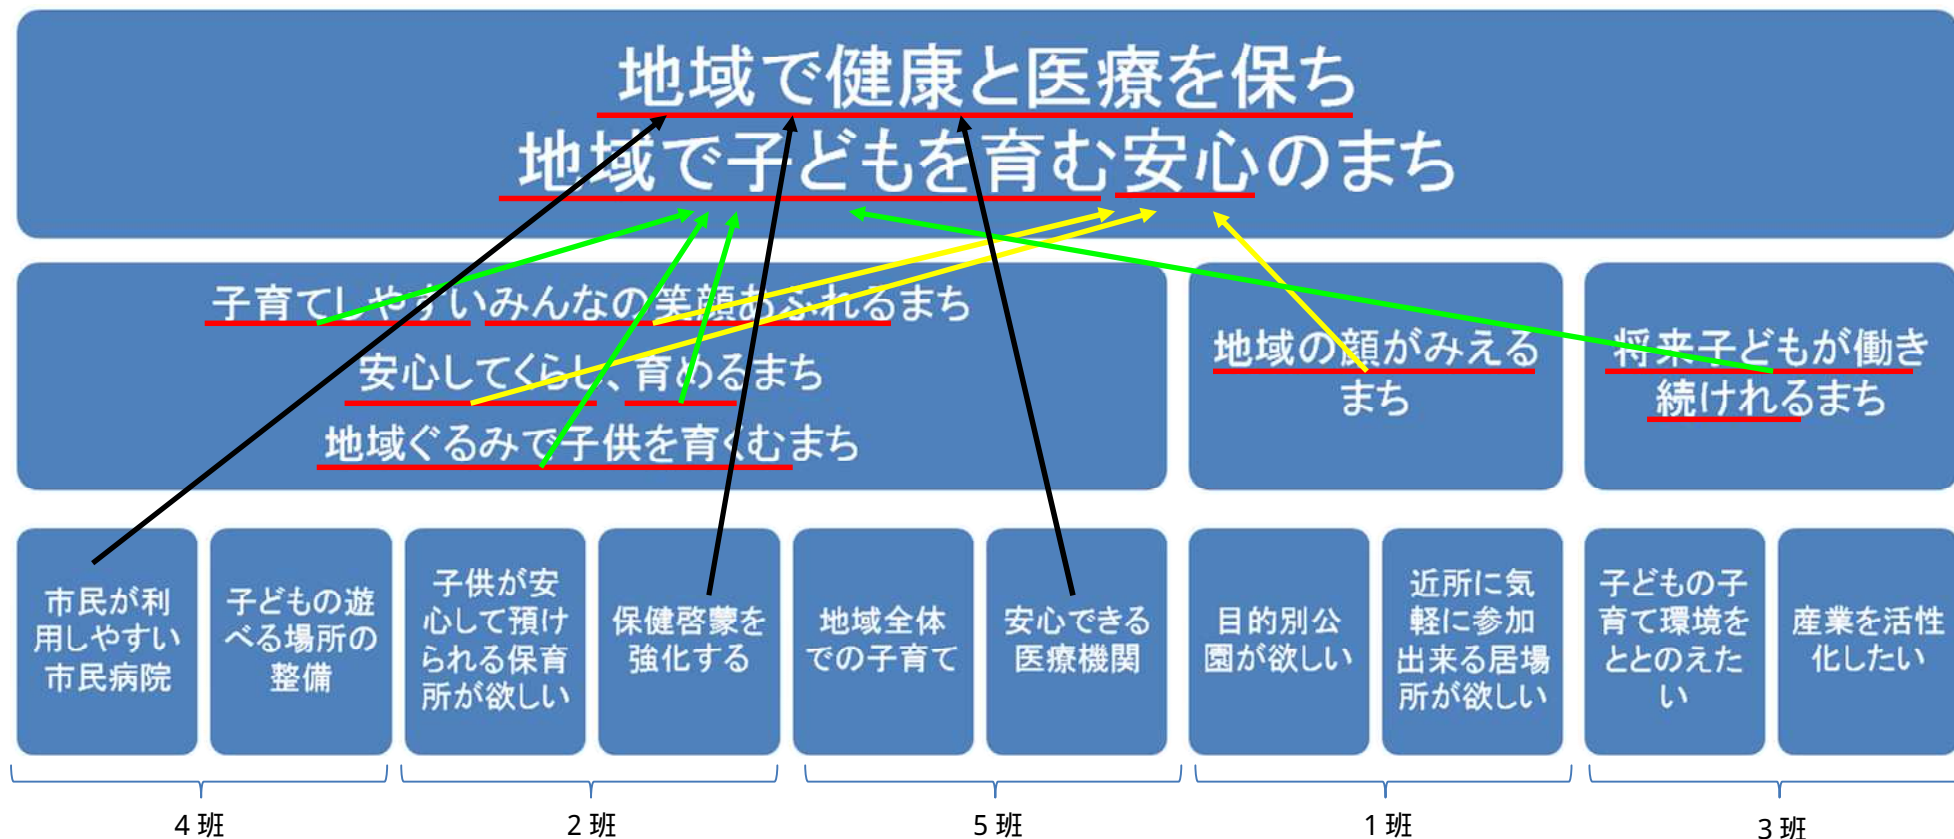 地域で健康と医療を保ち
地域で子どもを育む安心のまち
子育てしやすいみんなの笑顔あふれるまち
安心してくらし、育めるまち
地域ぐるみで子供を育くむまち
地域の顔がみえる
まち
将来子どもが働き
続けれるまち
市民が利
用しやすい
市民病院
子どもの遊
べる場所の
整備
子供が安
心して預け
られる保育
所が欲しい
保健啓蒙を
強化する
地域全体
での子育て
安心できる
医療機関
目的別公
園が欲しい
近所に気
軽に参加
出来る居場
所が欲しい
子どもの子
育て環境を
ととのえた
い
産業を活性
化したい
4班
2班
5班
1班
3班